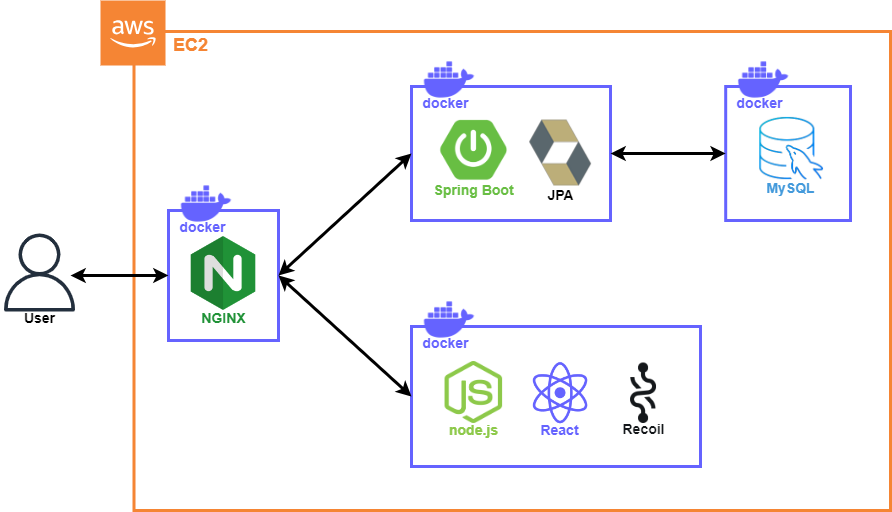 aws
EC2
docker
Spring Boot
JPA
docker
MySQL
docker
N
NGINX
User
docker
JS
node.js
React
Recoil